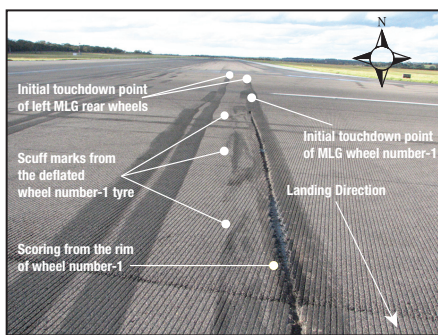 N
Initial touchdown point
of left MLG rear wheels
Initial touchdown point
of MLG wheel number-1
Scuff marks from
the deflated
wheel number-1 tyre
Landing Direction
Scoring from the rim
of wheel number-1